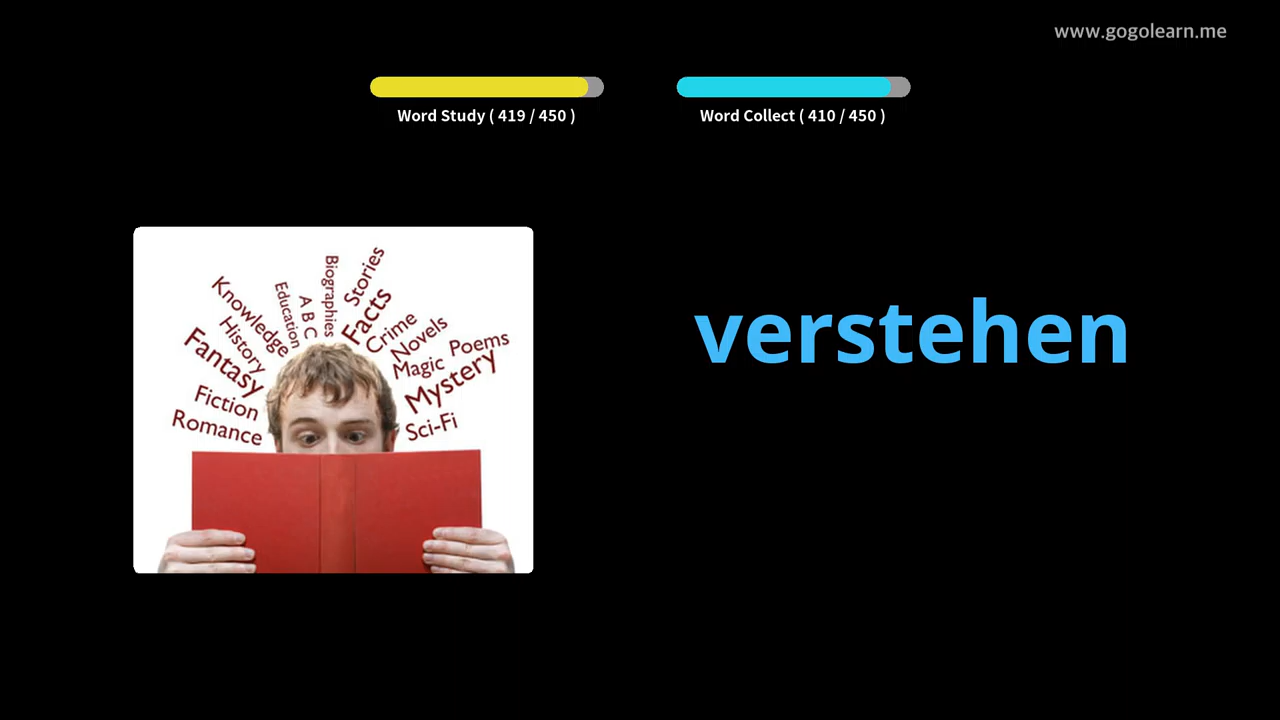 www.gogolearn.me
Word Study ( 419 / 450 )
Word Collect ( 410 / 450 )
verstehen
Stories
Biographies
Facts
A B C
Education
Knowledge
History
Fantasy
Fiction
Romance
Crime
Novels
Magic
Poems
Mystery
Sci-Fi